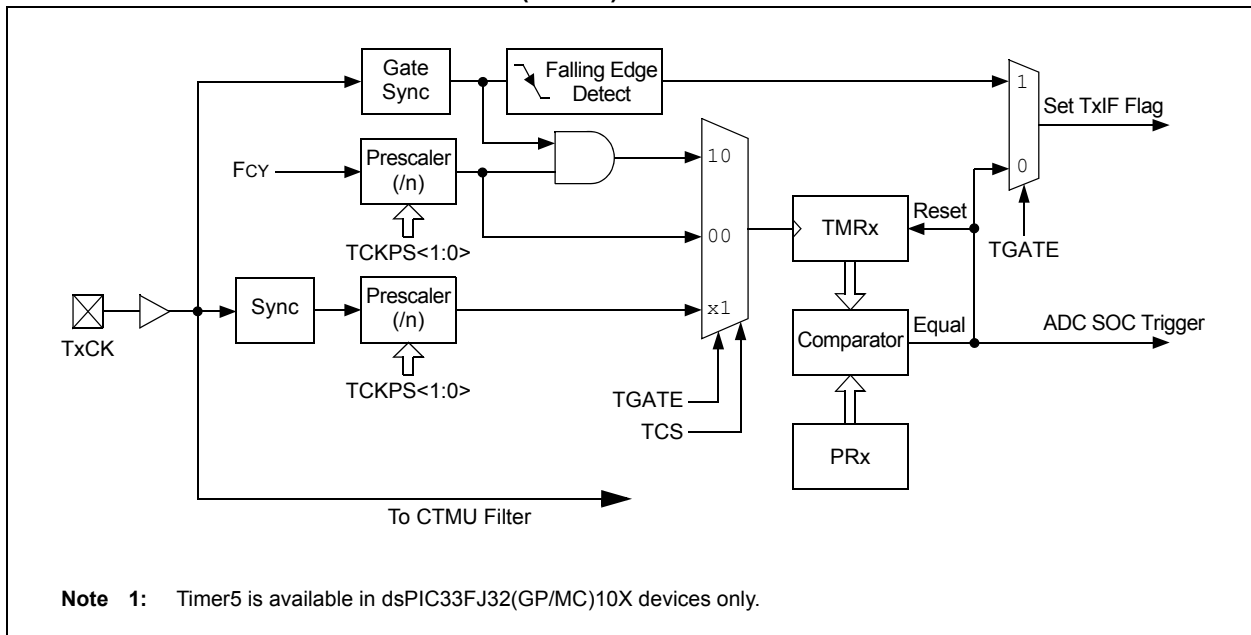 Gate
Sync
Falling Edge
Detect
1
Set TxIF Flag
FCY
Prescaler
(/n)
10
0
TCKPS<1:0>
00
TMRx
Reset
TGATE
TxCK
Sync
Prescaler
(/n)
x1
Comparator
Equal
ADC SOC Trigger
TCKPS<1:0>
TGATE
TCS
PRx
To CTMU Filter
Note 1: Timer5 is available in dsPIC33FJ32(GP/MC)10X devices only.